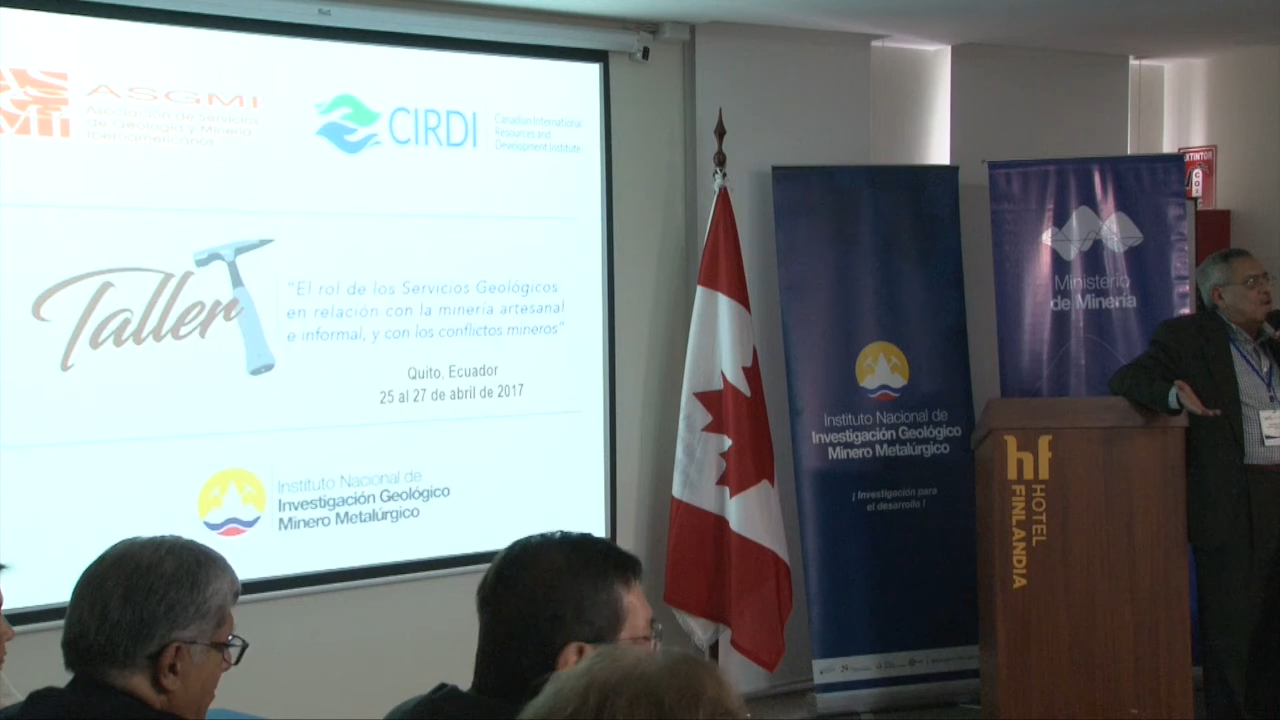 ASGMI
Asociación de Servicios
de Geología y Minería
Iberoamericanos
CIRDI
Canadian International
Resources and
Development Institute
Taller
"El rol de los Servicios Geológicos
en relación con la minería artesanal
e informal, y con los conflictos mineros"
Quito, Ecuador
25 al 27 de abril de 2017
Instituto Nacional de
Investigación Geológico
Minero Metalúrgico
Instituto Nacional de
Investigación Geológico
Minero Metalúrgico
¡ Investigación para
el desarrollo !
Ministerio
de Minería
EXTINTOR
hf
HOTEL
FINLANDIA